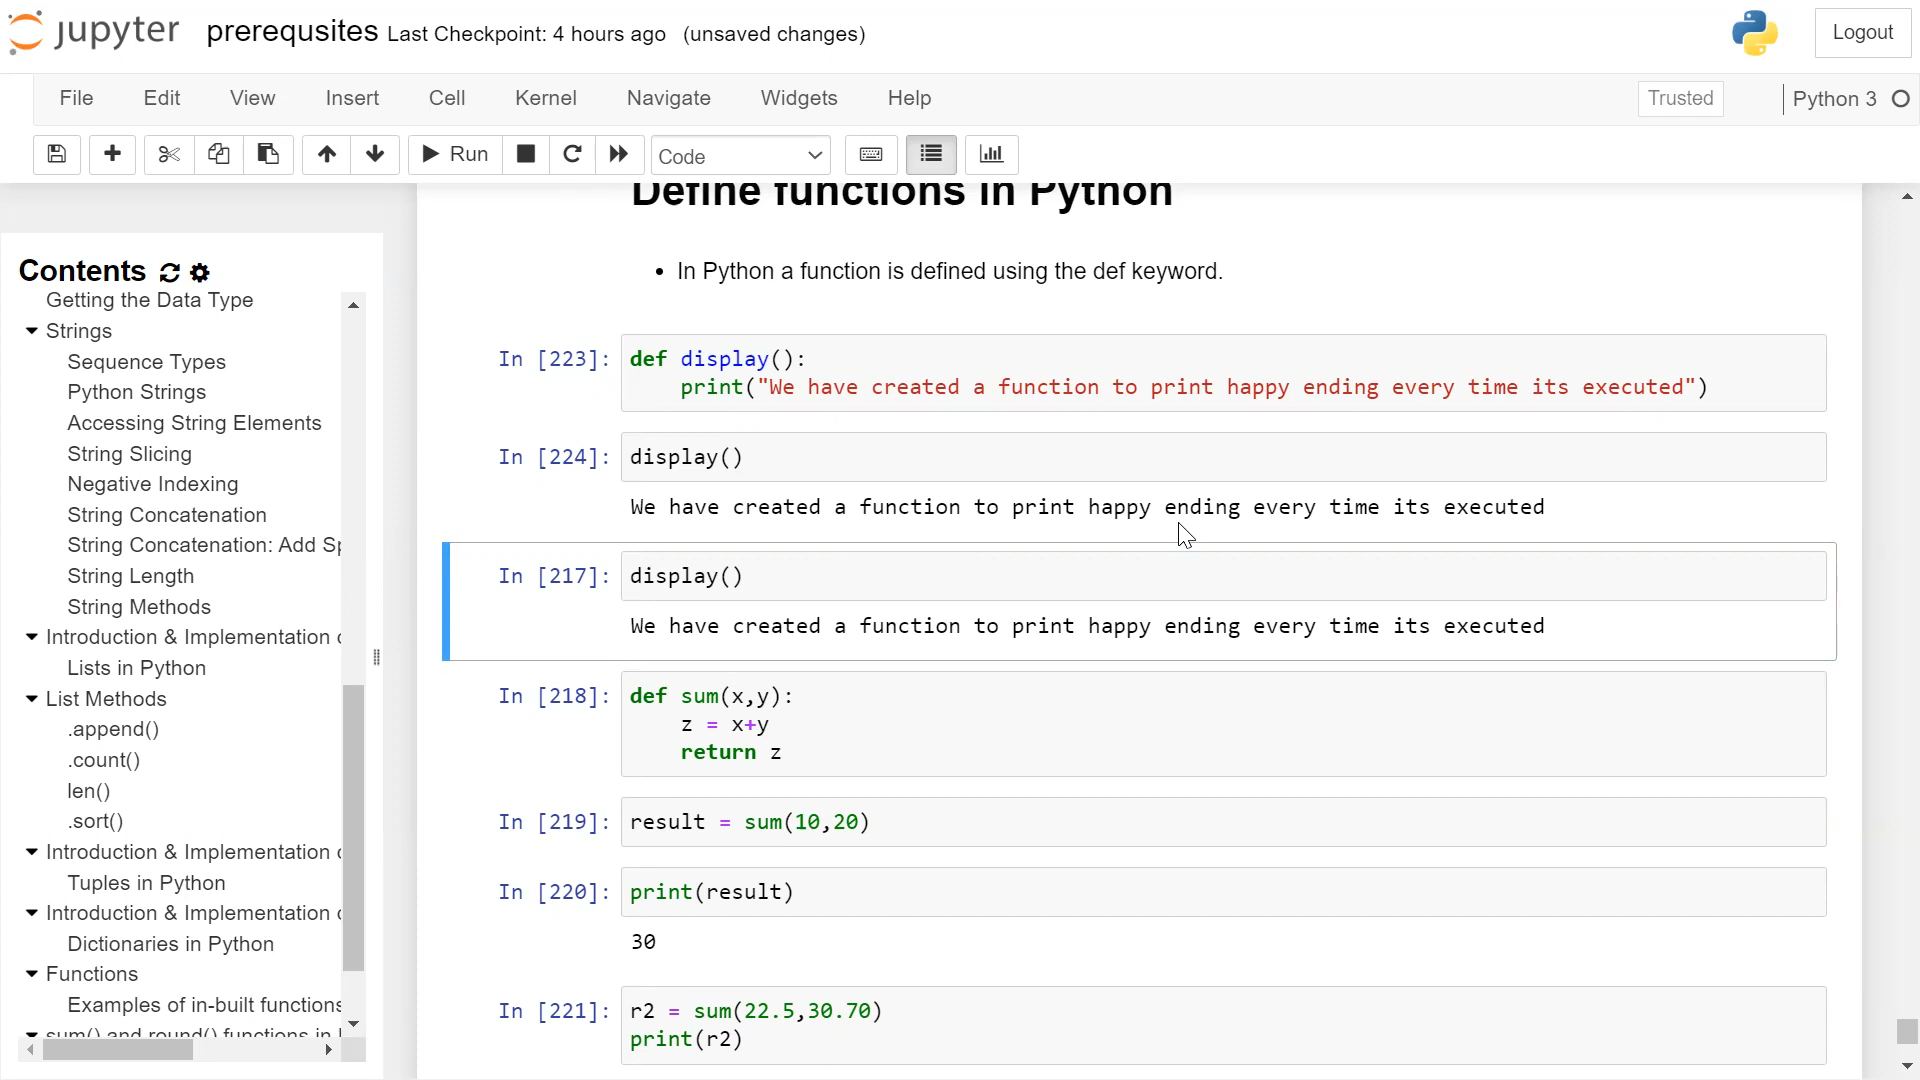 jupyter prerequsites Last Checkpoint: 4 hours ago (unsaved changes) Logout
File Edit View Insert Cell Kernel Navigate Widgets Help Trusted Python 3
Run Code
Contents
Getting the Data Type
Strings
Sequence Types
Python Strings
Accessing String Elements
String Slicing
Negative Indexing
String Concatenation
String Concatenation: Add Sp
String Length
String Methods
Introduction & Implementation o
Lists in Python
List Methods
.append()
.count()
len()
.sort()
Introduction & Implementation o
Tuples in Python
Introduction & Implementation o
Dictionaries in Python
Functions
Examples of in-built functions
sum() and round() functions in
Define functions in Python
• In Python a function is defined using the def keyword.
In [223]: def display():
print("We have created a function to print happy ending every time its executed")
In [224]: display()
We have created a function to print happy ending every time its executed
In [217]: display()
We have created a function to print happy ending every time its executed
In [218]: def sum(x,y):
z = x+y
return z
In [219]: result = sum(10,20)
In [220]: print(result)
30
In [221]: r2 = sum(22.5,30.70)
print(r2)